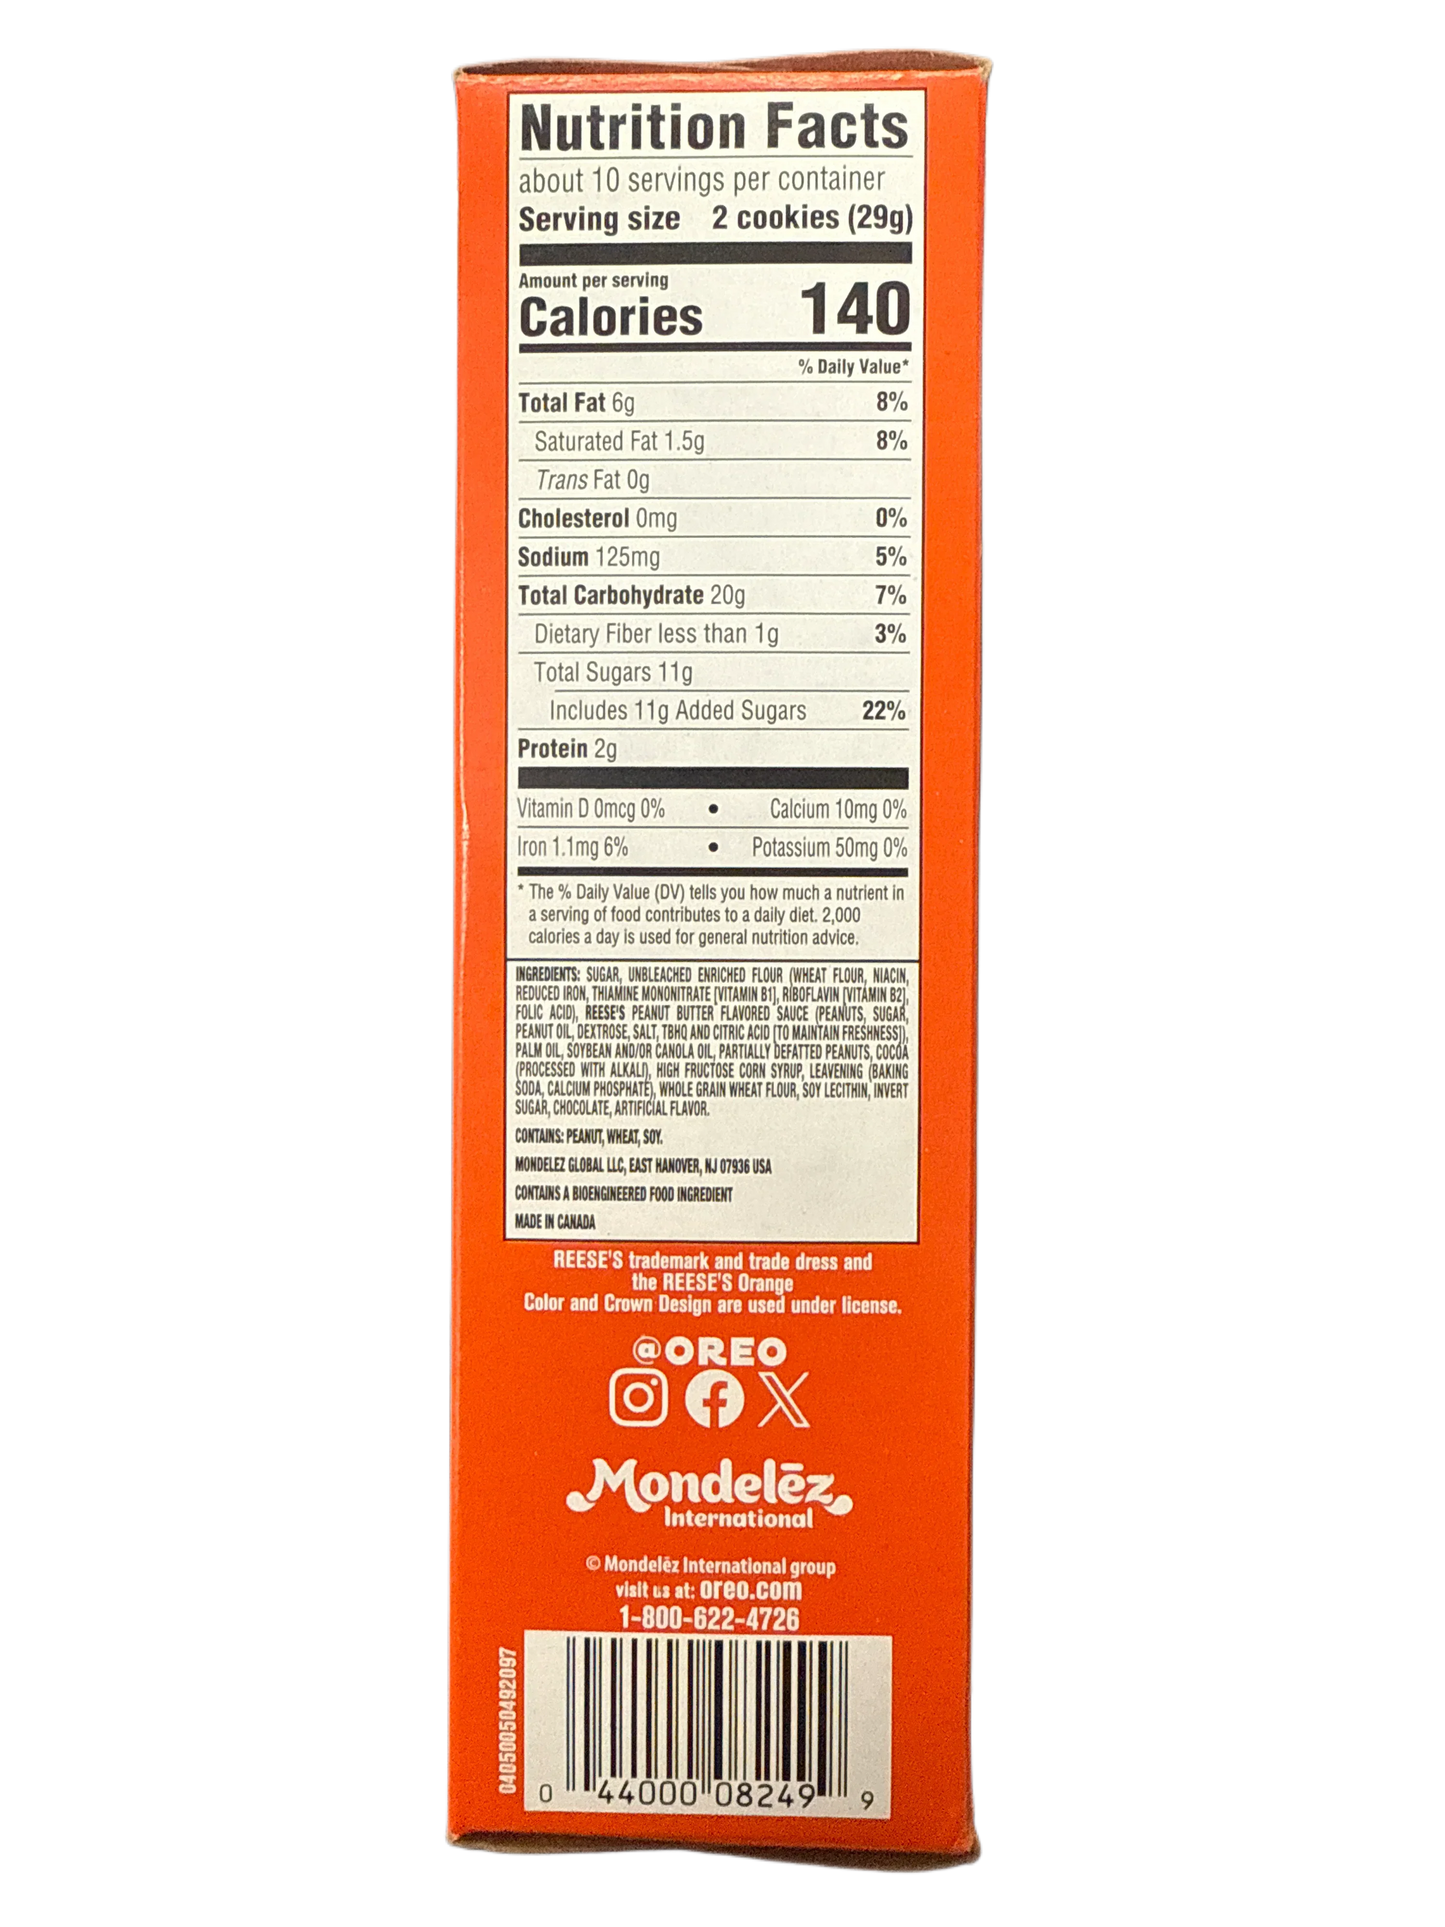 Nutrition Facts
about 10 servings per container
Serving size 2 cookies (29g)
Amount per serving
Calories 140
% Daily Value*
Total Fat 6g 8%
Saturated Fat 1.5g 8%
Trans Fat 0g
Cholesterol 0mg 0%
Sodium 125mg 5%
Total Carbohydrate 20g 7%
Dietary Fiber less than 1g 3%
Total Sugars 11g
Includes 11g Added Sugars 22%
Protein 2g
Vitamin D 0mcg 0% • Calcium 10mg 0%
Iron 1.1mg 6% • Potassium 50mg 0%
* The % Daily Value (DV) tells you how much a nutrient in
a serving of food contributes to a daily diet. 2,000
calories a day is used for general nutrition advice.
INGREDIENTS: SUGAR, UNBLEACHED ENRICHED FLOUR (WHEAT FLOUR, NIACIN,
REDUCED IRON, THIAMINE MONONITRATE [VITAMIN B1], RIBOFLAVIN [VITAMIN B2],
FOLIC ACID), REESE'S PEANUT BUTTER FLAVORED SAUCE (PEANUTS, SUGAR,
PEANUT OIL, DEXTROSE, SALT, TBHQ AND CITRIC ACID [TO MAINTAIN FRESHNESS]),
PALM OIL, SOYBEAN AND/OR CANOLA OIL, PARTIALLY DEFATTED PEANUTS, COCOA
(PROCESSED WITH ALKALI), HIGH FRUCTOSE CORN SYRUP, LEAVENING (BAKING
SODA, CALCIUM PHOSPHATE), WHOLE GRAIN WHEAT FLOUR, SOY LECITHIN, INVERT
SUGAR, CHOCOLATE, ARTIFICIAL FLAVOR.
CONTAINS: PEANUT, WHEAT, SOY.
MONDELEZ GLOBAL LLC, EAST HANOVER, NJ 07936 USA
CONTAINS A BIOENGINEERED FOOD INGREDIENT
MADE IN CANADA
REESE'S trademark and trade dress and
the REESE'S Orange
Color and Crown Design are used under license.
@OREO
Mondelēz
International
© Mondelēz International group
visit us at: oreo.com
1-800-622-4726
04050050492097
0 44000 08249 9